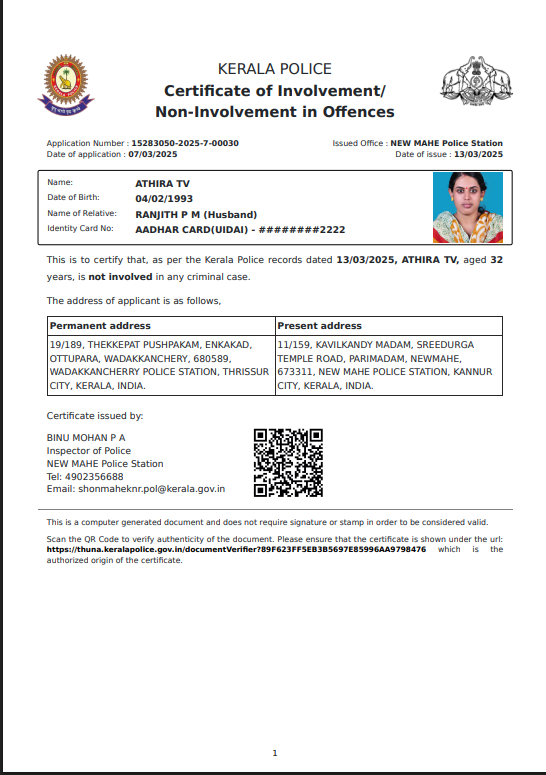 KERALA POLICE
Certificate of Involvement/
Non-Involvement in Offences
Application Number : 15283050-2025-7-00030
Issued Office : NEW MAHE Police Station
Date of application : 07/03/2025
Date of issue : 13/03/2025
Name: ATHIRA TV
Date of Birth: 04/02/1993
Name of Relative: RANJITH P M (Husband)
Identity Card No: AADHAR CARD(UIDAI) - ########2222
This is to certify that, as per the Kerala Police records dated 13/03/2025, ATHIRA TV, aged 32
years, is not involved in any criminal case.
The address of applicant is as follows,
Permanent address
19/189, THEKKEPAT PUSHPAKAM, ENKAKAD,
OTTUPARA, WADAKKANCHERY, 680589,
WADAKKANCHERRY POLICE STATION, THRISSUR
CITY, KERALA, INDIA.
Present address
11/159, KAVILKANDY MADAM, SREEDURGA
TEMPLE ROAD, PARIMADAM, NEWMAHE,
673311, NEW MAHE POLICE STATION, KANNUR
CITY, KERALA, INDIA.
Certificate issued by:
BINU MOHAN P A
Inspector of Police
NEW MAHE Police Station
Tel: 4902356688
Email: shonmaheknr.pol@kerala.gov.in
This is a computer generated document and does not require signature or stamp in order to be considered valid.
Scan the QR Code to verify authenticity of the document. Please ensure that the certificate is shown under the url:
https://thuna.keralapolice.gov.in/documentVerifier?89F623FF5EB3B5697E85996AA9798476 which is the
authorized origin of the certificate.
1